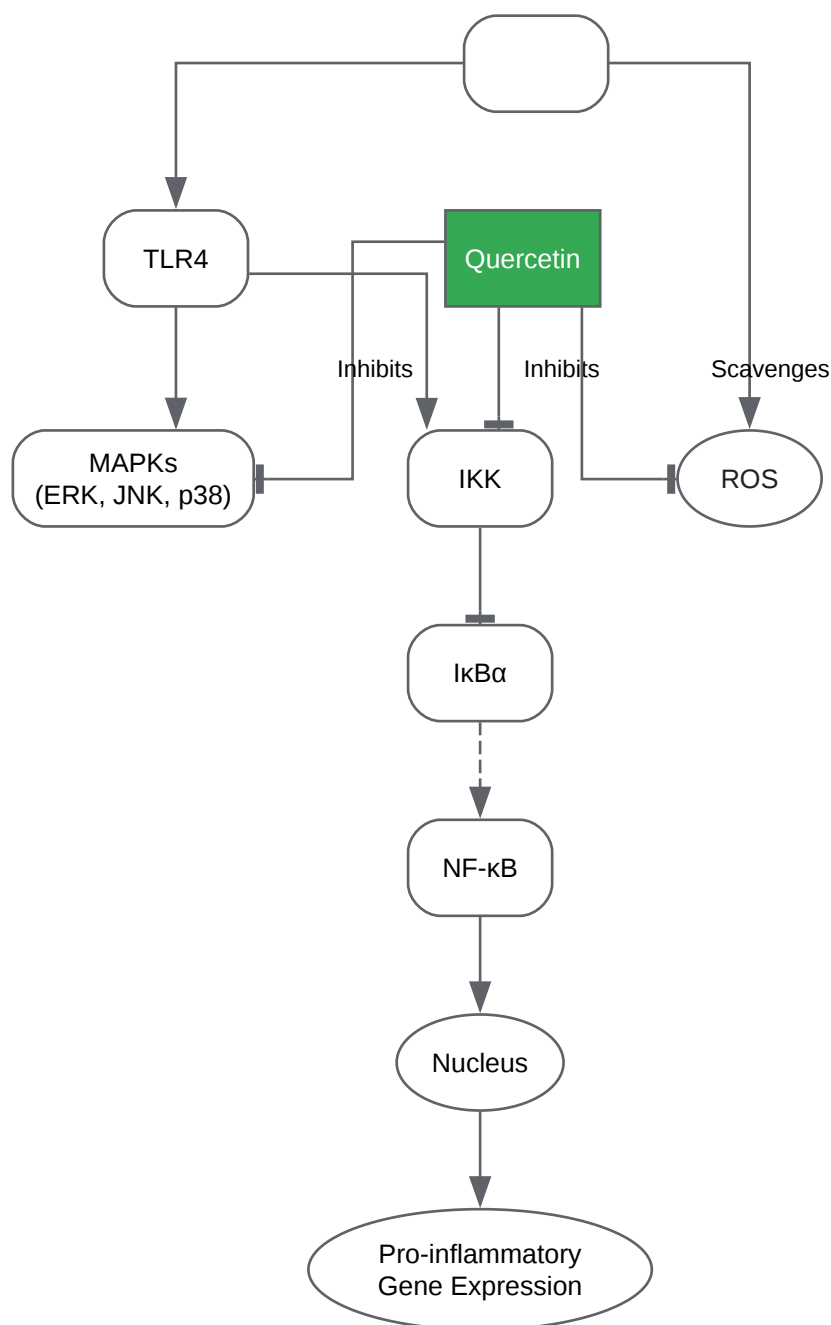 TLR4
Quercetin
Inhibits
Inhibits
Scavenges
MAPKs
(ERK, JNK, p38)
IKK
ROS
IκBα
NF-κB
Nucleus
Pro-inflammatory
Gene Expression